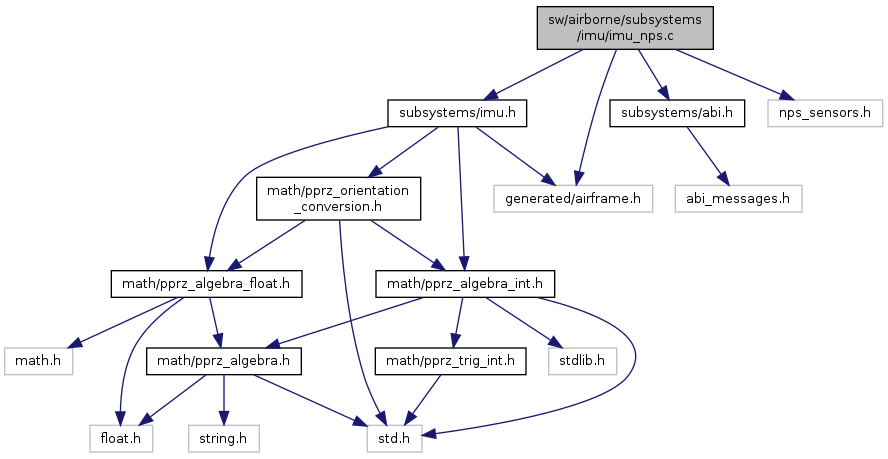 sw/airborne/subsystems
/imu/imu_nps.c
subsystems/imu.h
subsystems/abi.h
nps_sensors.h
math/pprz_orientation
_conversion.h
generated/airframe.h
abi_messages.h
math/pprz_algebra_float.h
math/pprz_algebra_int.h
math.h
math/pprz_algebra.h
math/pprz_trig_int.h
stdlib.h
float.h
string.h
std.h